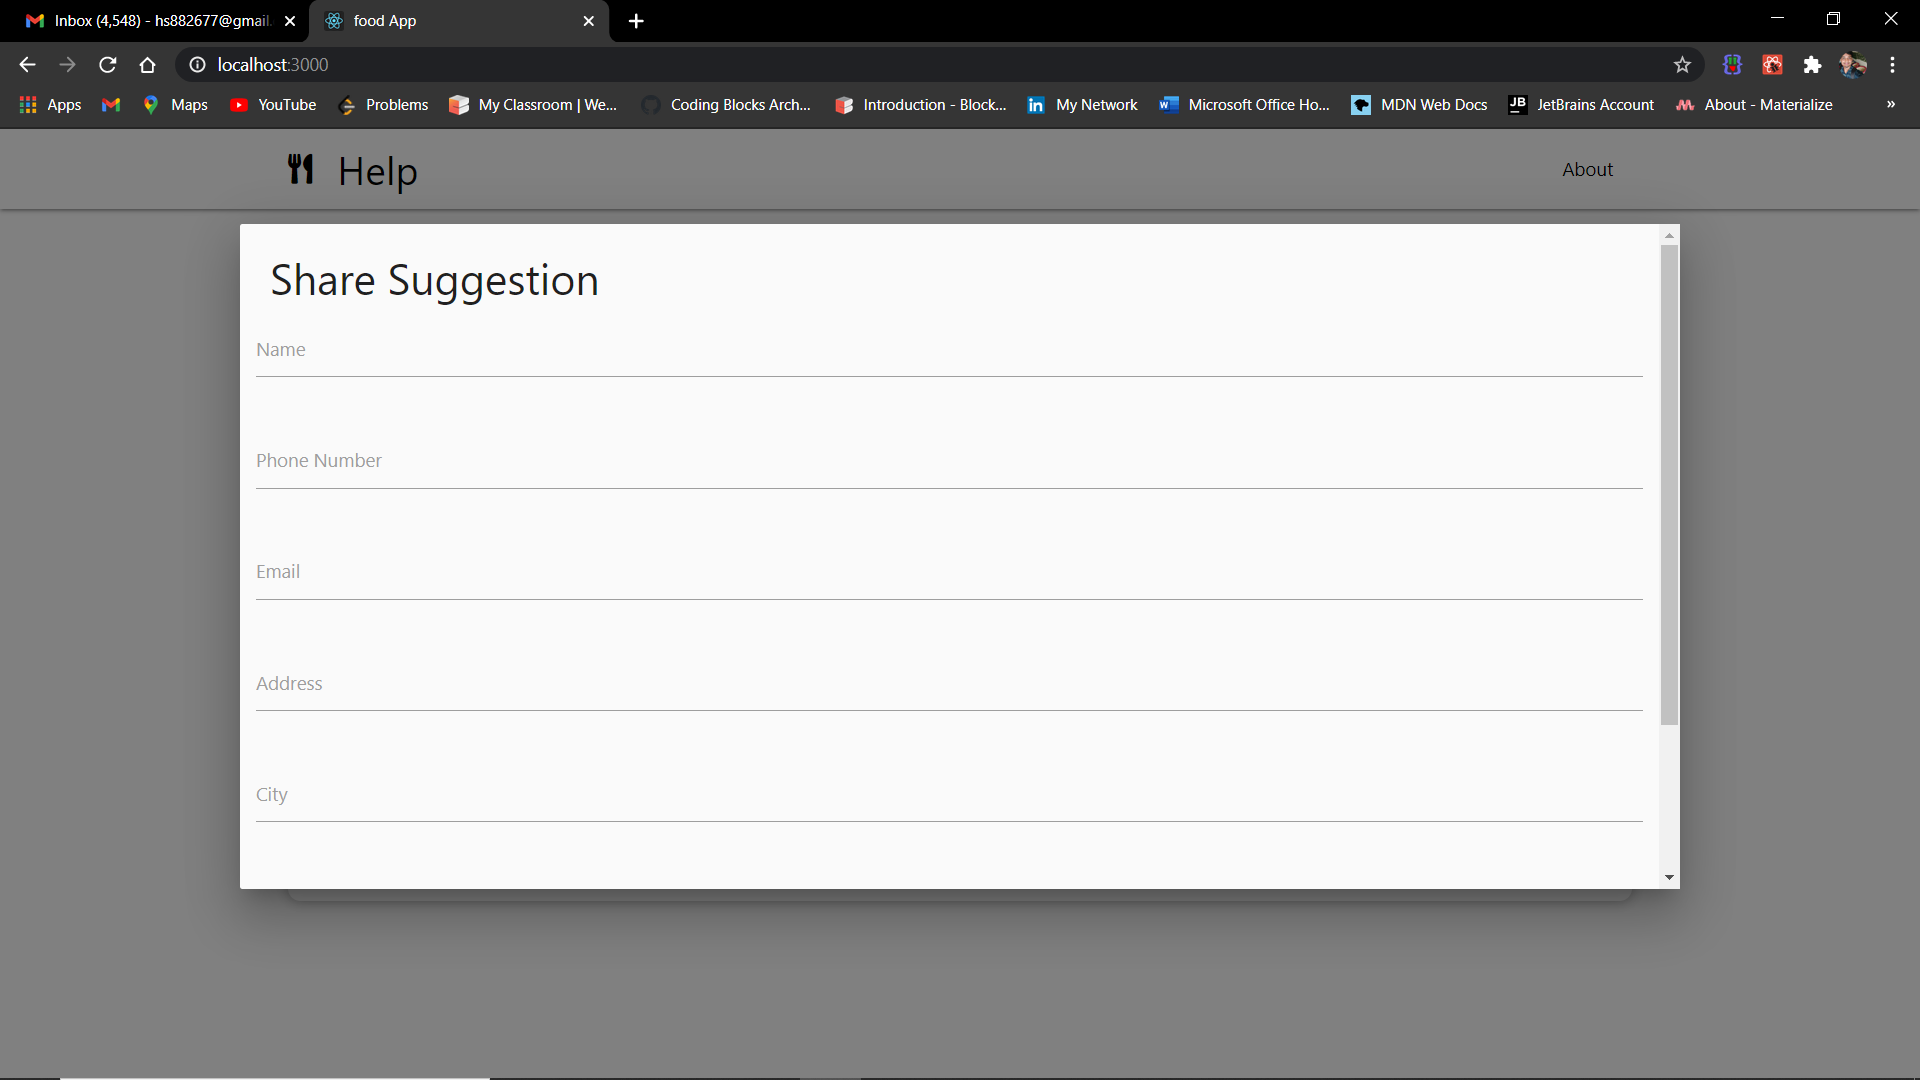 Inbox (4,548) - hs882677@gmail.
food App
localhost:3000
Apps
Maps
YouTube
Problems
My Classroom | We...
Coding Blocks Arch...
Introduction - Block...
My Network
Microsoft Office Ho...
MDN Web Docs
JB JetBrains Account
About - Materialize
»
Help
About
Share Suggestion
Name
Phone Number
Email
Address
City